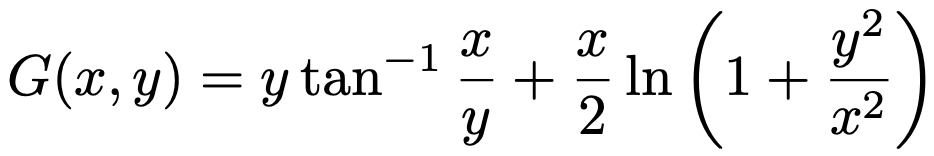 G(x, y) = y tan⁻¹ x/y + x/2 ln(1 + y²/x²)